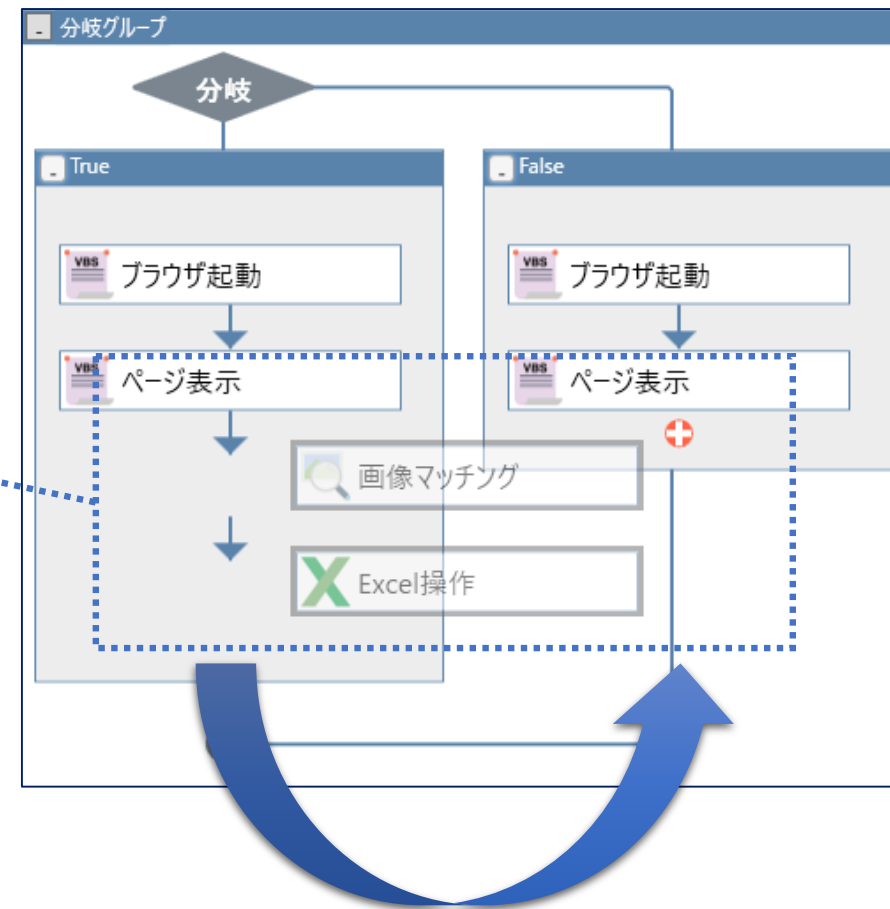 分岐グループ
分岐
True
False
VBS
ブラウザ起動
VBS
ブラウザ起動
VBS
ページ表示
VBS
ページ表示
画像マッチング
Excel操作